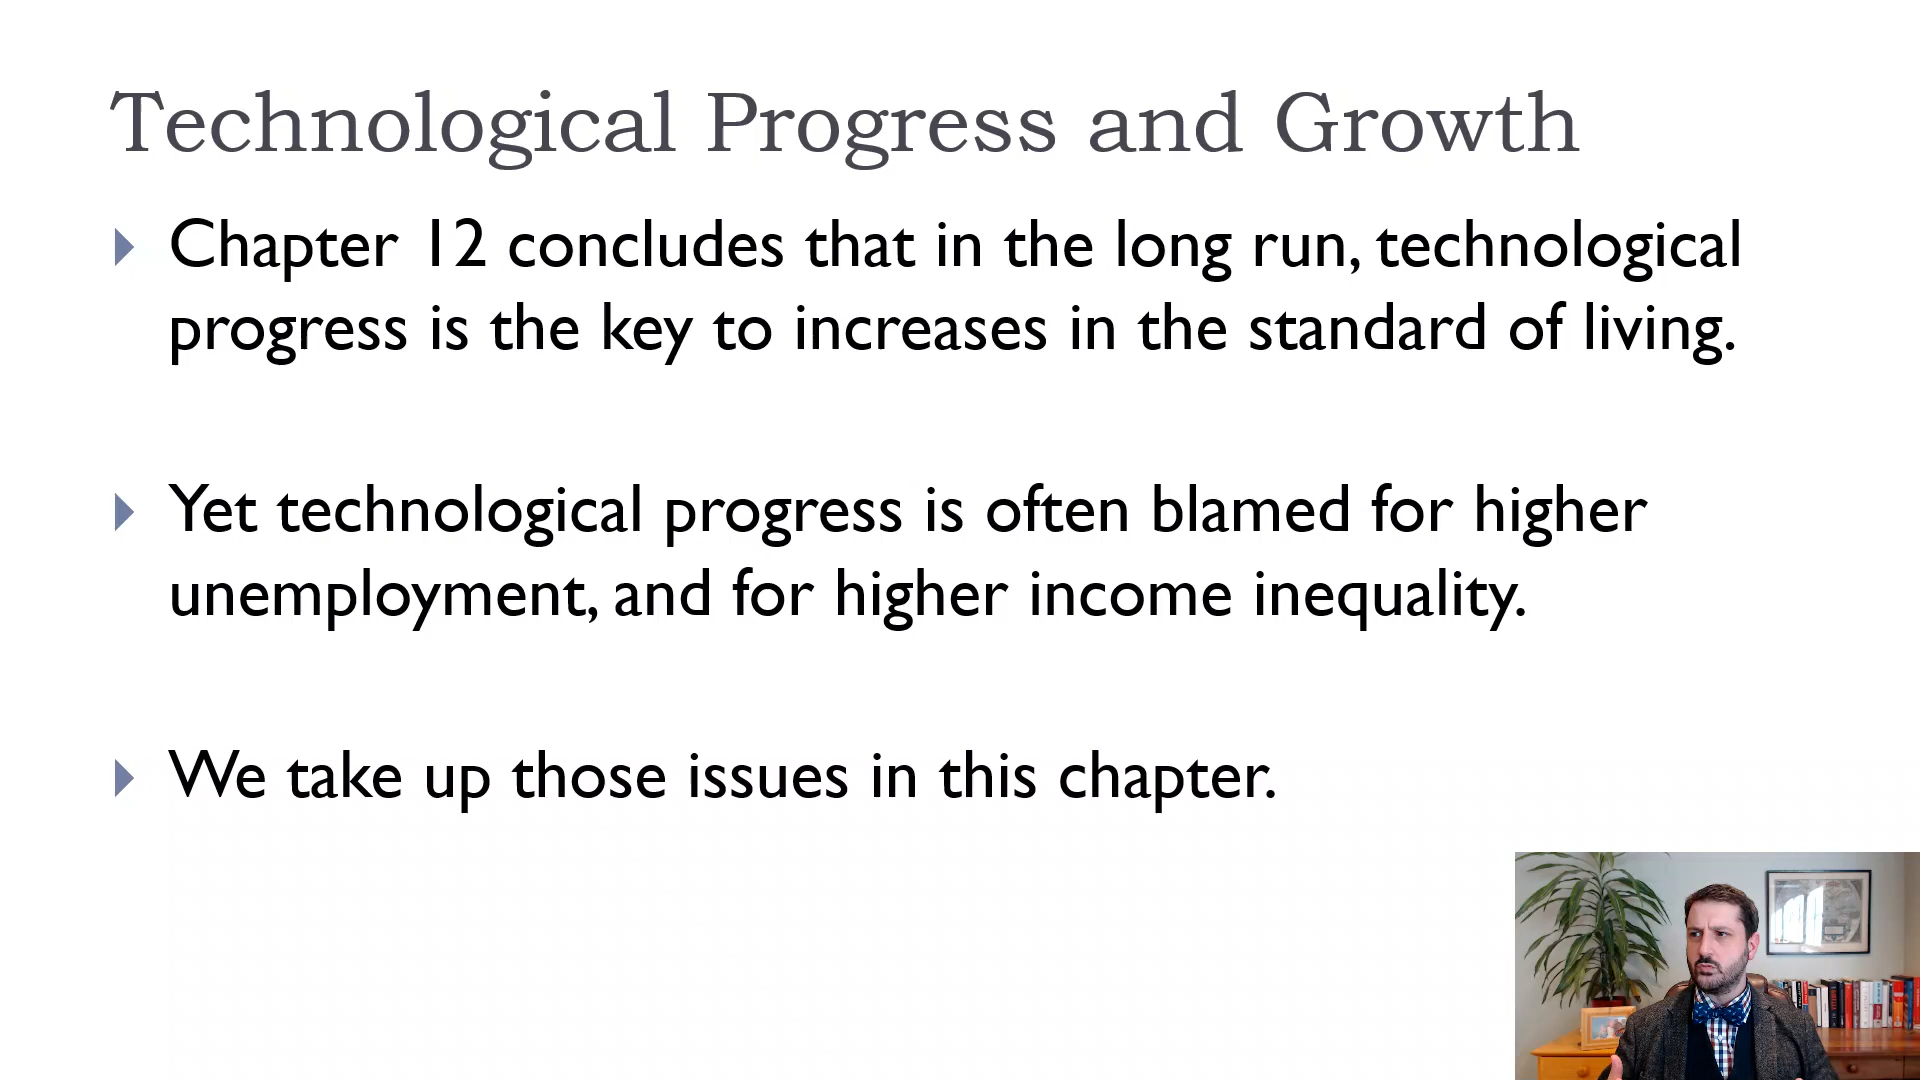 Technological Progress and Growth
Chapter 12 concludes that in the long run, technological
progress is the key to increases in the standard of living.
Yet technological progress is often blamed for higher
unemployment, and for higher income inequality.
We take up those issues in this chapter.